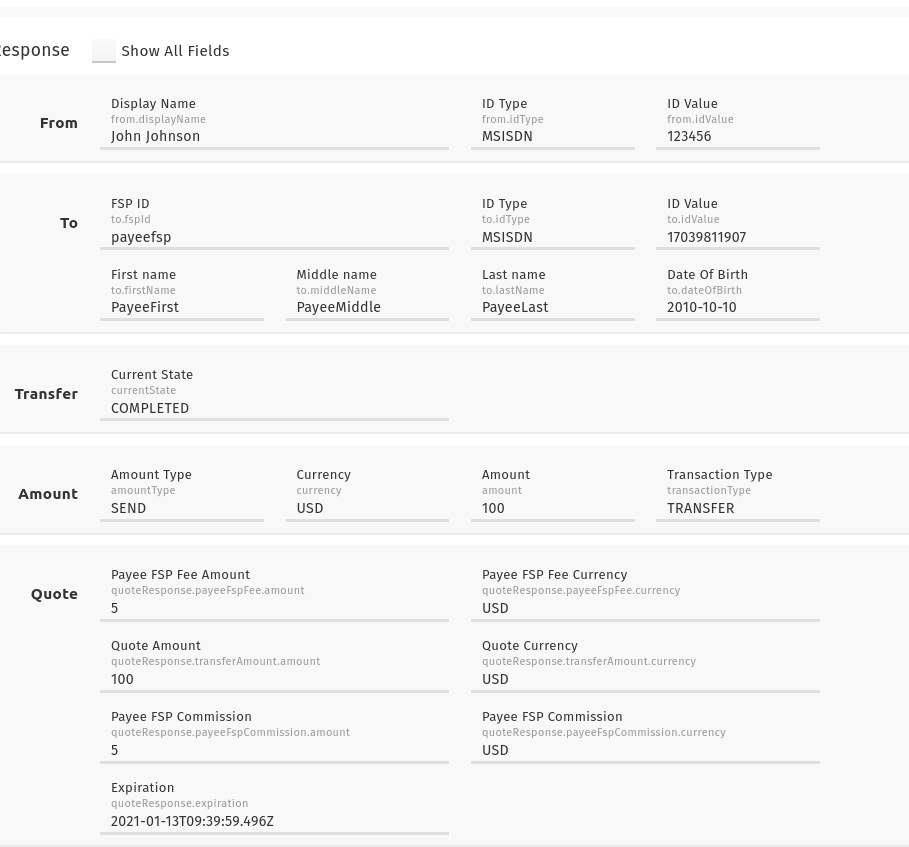 Response Show All Fields
From
Display Name ID Type ID Value
from.displayName from.idType from.idValue
John Johnson MSISDN 123456
To
FSP ID ID Type ID Value
to.fspId to.idType to.idValue
payeefsp MSISDN 17039811907
First name Middle name Last name Date Of Birth
to.firstName to.middleName to.lastName to.dateOfBirth
PayeeFirst PayeeMiddle PayeeLast 2010-10-10
Transfer
Current State
currentState
COMPLETED
Amount
Amount Type Currency Amount Transaction Type
amountType currency amount transactionType
SEND USD 100 TRANSFER
Quote
Payee FSP Fee Amount Payee FSP Fee Currency
quoteResponse.payeeFspFee.amount quoteResponse.payeeFspFee.currency
5 USD
Quote Amount Quote Currency
quoteResponse.transferAmount.amount quoteResponse.transferAmount.currency
100 USD
Payee FSP Commission Payee FSP Commission
quoteResponse.payeeFspCommission.amount quoteResponse.payeeFspCommission.currency
5 USD
Expiration
quoteResponse.expiration
2021-01-13T09:39:59.496Z